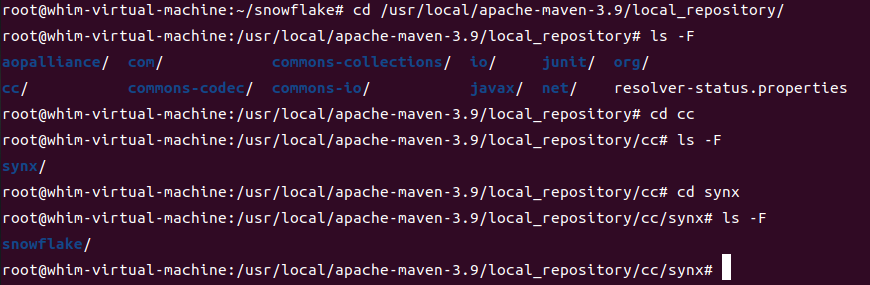 root@whim-virtual-machine:~/snowflake# cd /usr/local/apache-maven-3.9/local_repository/
root@whim-virtual-machine:/usr/local/apache-maven-3.9/local_repository# ls -F
aopalliance/  com/           commons-collections/  io/     junit/  org/
cc/           commons-codec/  commons-io/           javax/  net/    resolver-status.properties
root@whim-virtual-machine:/usr/local/apache-maven-3.9/local_repository# cd cc
root@whim-virtual-machine:/usr/local/apache-maven-3.9/local_repository/cc# ls -F
synx/
root@whim-virtual-machine:/usr/local/apache-maven-3.9/local_repository/cc# cd synx
root@whim-virtual-machine:/usr/local/apache-maven-3.9/local_repository/cc/synx# ls -F
snowflake/
root@whim-virtual-machine:/usr/local/apache-maven-3.9/local_repository/cc/synx#